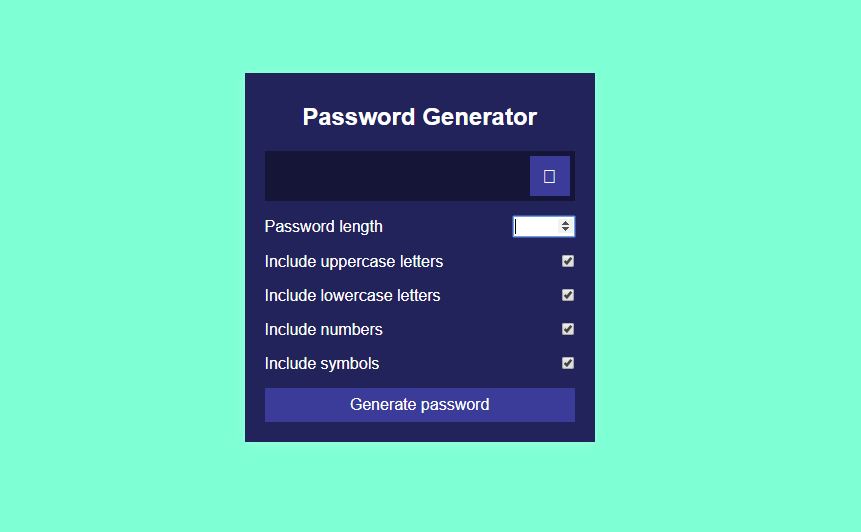 Password Generator
Password length
Include uppercase letters
Include lowercase letters
Include numbers
Include symbols
Generate password